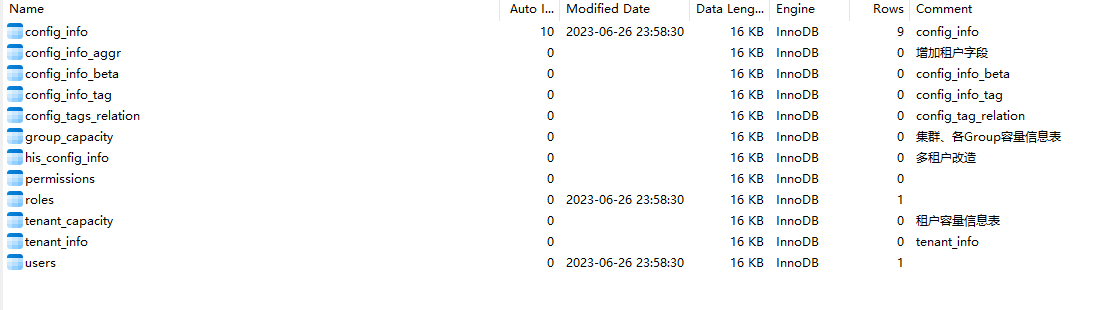 Name Auto I... Modified Date Data Leng... Engine Rows Comment
config_info 10 2023-06-26 23:58:30 16 KB InnoDB 9 config_info
config_info_aggr 0 16 KB InnoDB 0 增加租户字段
config_info_beta 0 16 KB InnoDB 0 config_info_beta
config_info_tag 0 16 KB InnoDB 0 config_info_tag
config_tags_relation 0 16 KB InnoDB 0 config_tag_relation
group_capacity 0 16 KB InnoDB 0 集群、各Group容量信息表
his_config_info 0 16 KB InnoDB 0 多租户改造
permissions 0 16 KB InnoDB 0
roles 0 2023-06-26 23:58:30 16 KB InnoDB 1
tenant_capacity 0 16 KB InnoDB 0 租户容量信息表
tenant_info 0 16 KB InnoDB 0 tenant_info
users 0 2023-06-26 23:58:30 16 KB InnoDB 1